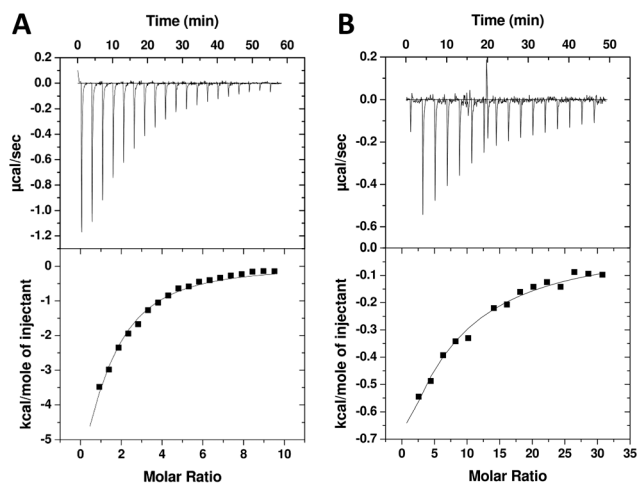 A
Time (min)
0 10 20 30 40 50 60
0.2
0.0
-0.2
-0.4
-0.6
-0.8
-1.0
-1.2
µcal/sec
0
-1
-2
-3
-4
-5
kcal/mole of injectant
0 2 4 6 8 10
Molar Ratio
B
Time (min)
0 10 20 30 40 50
0.2
0.0
-0.2
-0.4
-0.6
µcal/sec
0.0
-0.1
-0.2
-0.3
-0.4
-0.5
-0.6
-0.7
kcal/mole of injectant
0 5 10 15 20 25 30 35
Molar Ratio